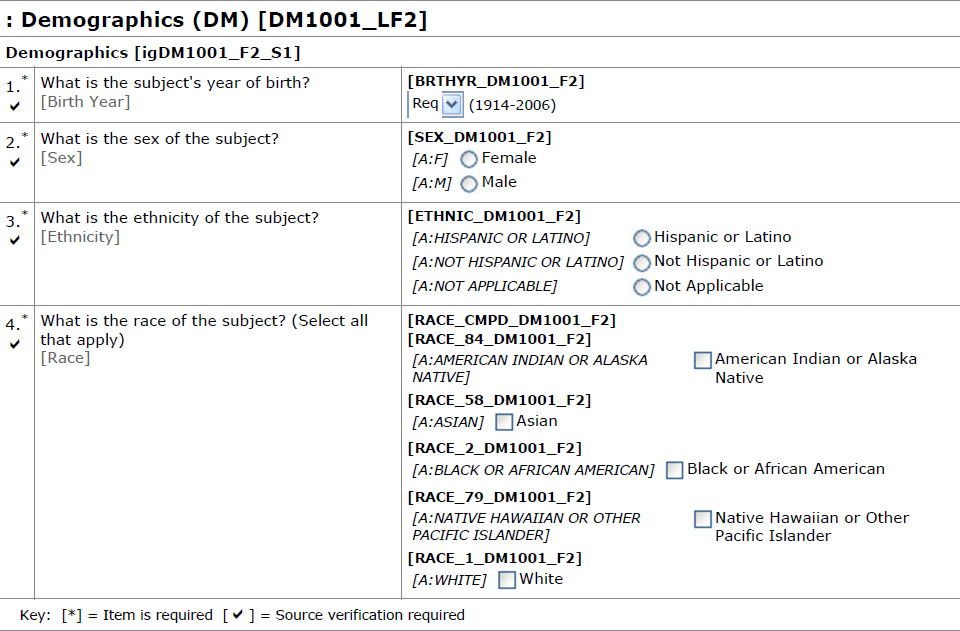 : Demographics (DM) [DM1001_LF2]
Demographics [igDM1001_F2_S1]
1.* What is the subject's year of birth? [BRTHYR_DM1001_F2]
✔ [Birth Year] Req (1914-2006)
2.* What is the sex of the subject? [SEX_DM1001_F2]
✔ [Sex] [A:F] Female
[A:M] Male
3.* What is the ethnicity of the subject? [ETHNIC_DM1001_F2]
✔ [Ethnicity] [A:HISPANIC OR LATINO] Hispanic or Latino
[A:NOT HISPANIC OR LATINO] Not Hispanic or Latino
[A:NOT APPLICABLE] Not Applicable
4.* What is the race of the subject? (Select all [RACE_CMPD_DM1001_F2]
✔ that apply) [RACE_84_DM1001_F2]
[Race] [A:AMERICAN INDIAN OR ALASKA American Indian or Alaska
NATIVE] Native
[RACE_58_DM1001_F2]
[A:ASIAN] Asian
[RACE_2_DM1001_F2]
[A:BLACK OR AFRICAN AMERICAN] Black or African American
[RACE_79_DM1001_F2]
[A:NATIVE HAWAIIAN OR OTHER Native Hawaiian or Other
PACIFIC ISLANDER] Pacific Islander
[RACE_1_DM1001_F2]
[A:WHITE] White
Key: [*] = Item is required [ ✔ ] = Source verification required